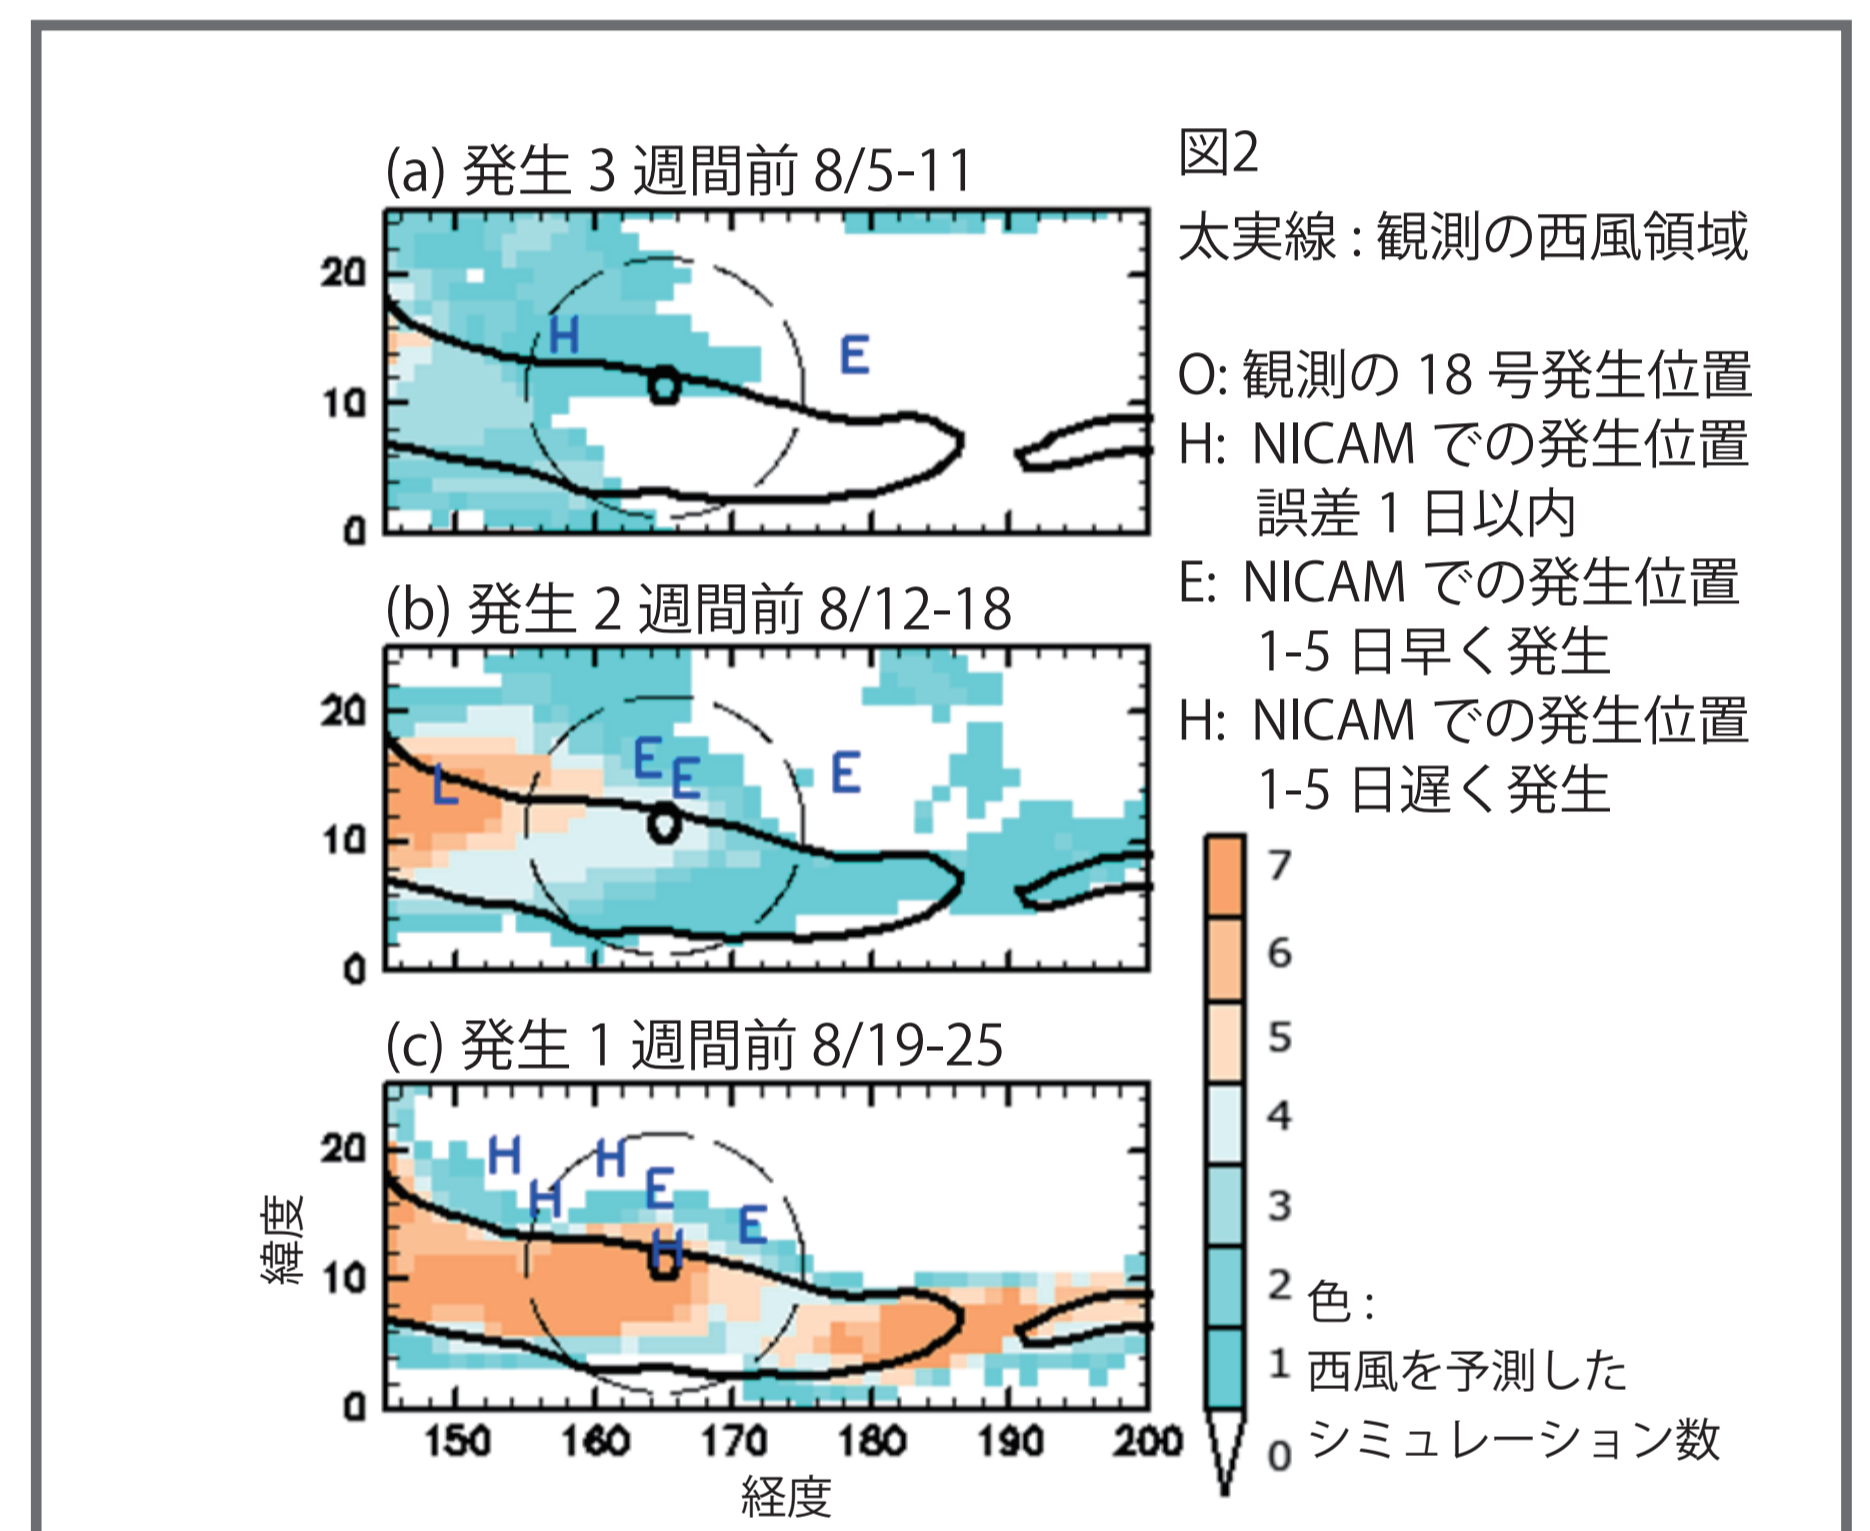 (a) 発生 3 週間前 8/5-11
20
10
0
H
E
(b) 発生 2 週間前 8/12-18
20
10
0
L
E
E
E
(c) 発生 1 週間前 8/19-25
20
10
0
H
H
H
E
E
H
緯度
150 160 170 180 190 200
経度
図2
太実線 : 観測の西風領域
O: 観測の 18 号発生位置
H: NICAM での発生位置
誤差 1 日以内
E: NICAM での発生位置
1-5 日早く発生
H: NICAM での発生位置
1-5 日遅く発生
7
6
5
4
3
2
1
0
色 :
西風を予測した
シミュレーション数